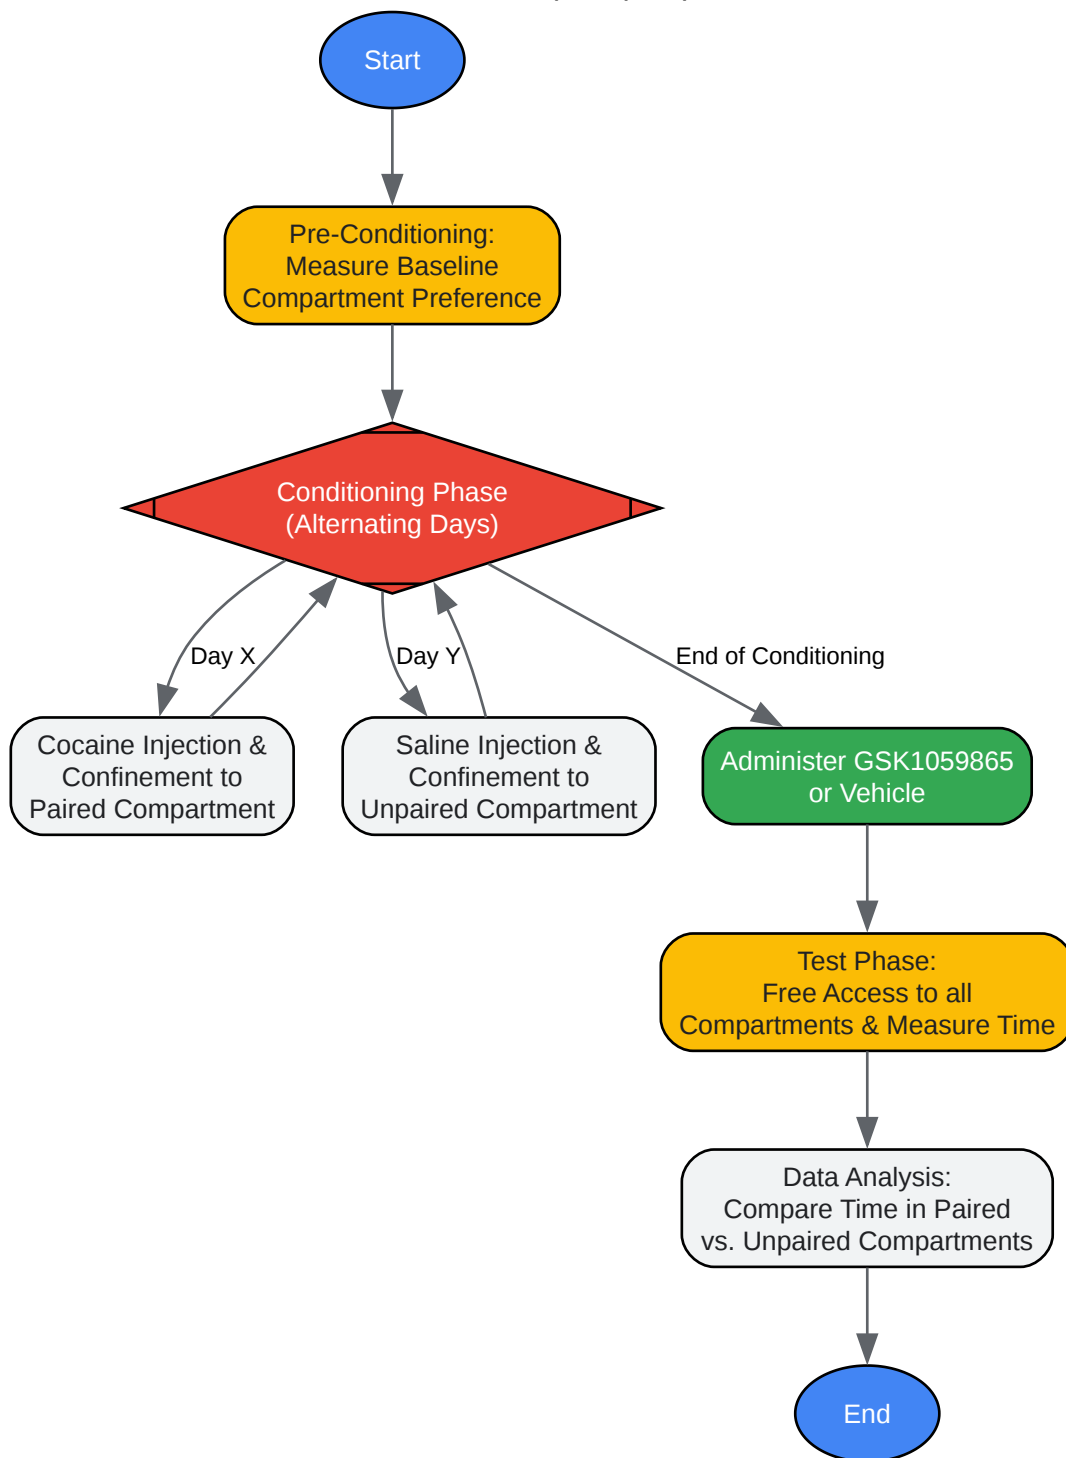 Start
Pre-Conditioning:
Measure Baseline
Compartment Preference
Conditioning Phase
(Alternating Days)
Day X
Day Y
End of Conditioning
Cocaine Injection &
Confinement to
Paired Compartment
Saline Injection &
Confinement to
Unpaired Compartment
Administer GSK1059865
or Vehicle
Test Phase:
Free Access to all
Compartments & Measure Time
Data Analysis:
Compare Time in Paired
vs. Unpaired Compartments
End